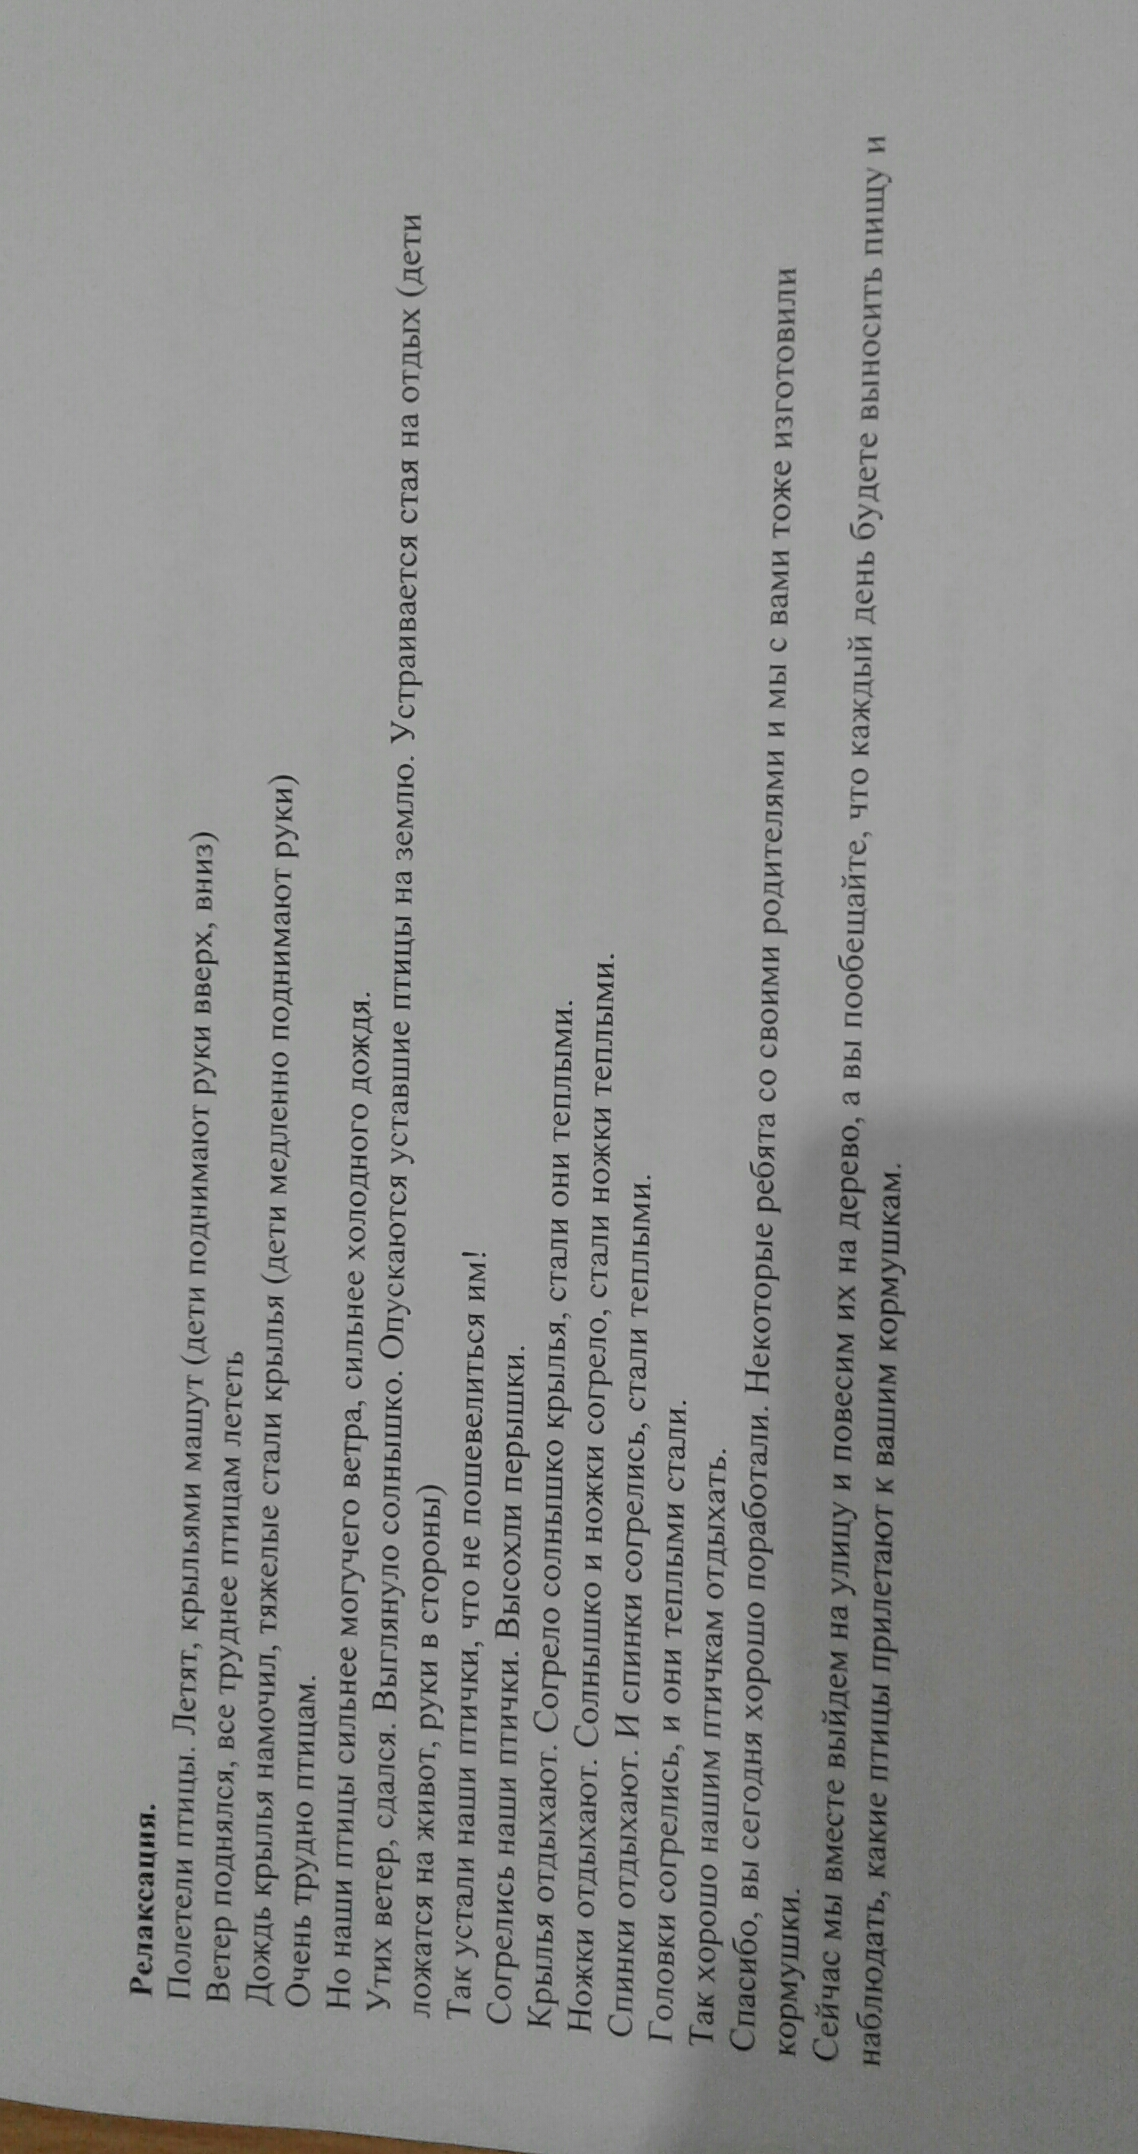 Релаксация.
Полетели птицы. Летят, крыльями машут (дети поднимают руки вверх, вниз)
Ветер поднялся, все труднее птицам лететь
Дождь крылья намочил, тяжелые стали крылья (дети медленно поднимают руки)
Очень трудно птицам.
Но наши птицы сильнее могучего ветра, сильнее холодного дождя.
Утих ветер, сдался. Выглянуло солнышко. Опускаются уставшие птицы на землю. Устраивается стая на отдых (дети
ложатся на живот, руки в стороны)
Так устали наши птички, что не пошевелиться им!
Согрелись наши птички. Высохли перышки.
Крылья отдыхают. Согрело солнышко крылья, стали они теплыми.
Ножки отдыхают. Солнышко и ножки согрело, стали ножки теплыми.
Спинки отдыхают. И спинки согрелись, стали теплыми.
Головки согрелись, и они теплыми стали.
Так хорошо нашим птичкам отдыхать.
Спасибо, вы сегодня хорошо поработали. Некоторые ребята со своими родителями и мы с вами тоже изготовили
кормушки.
Сейчас мы вместе выйдем на улицу и повесим их на дерево, а вы пообещайте, что каждый день будете выносить пищу и
наблюдать, какие птицы прилетают к вашим кормушкам.